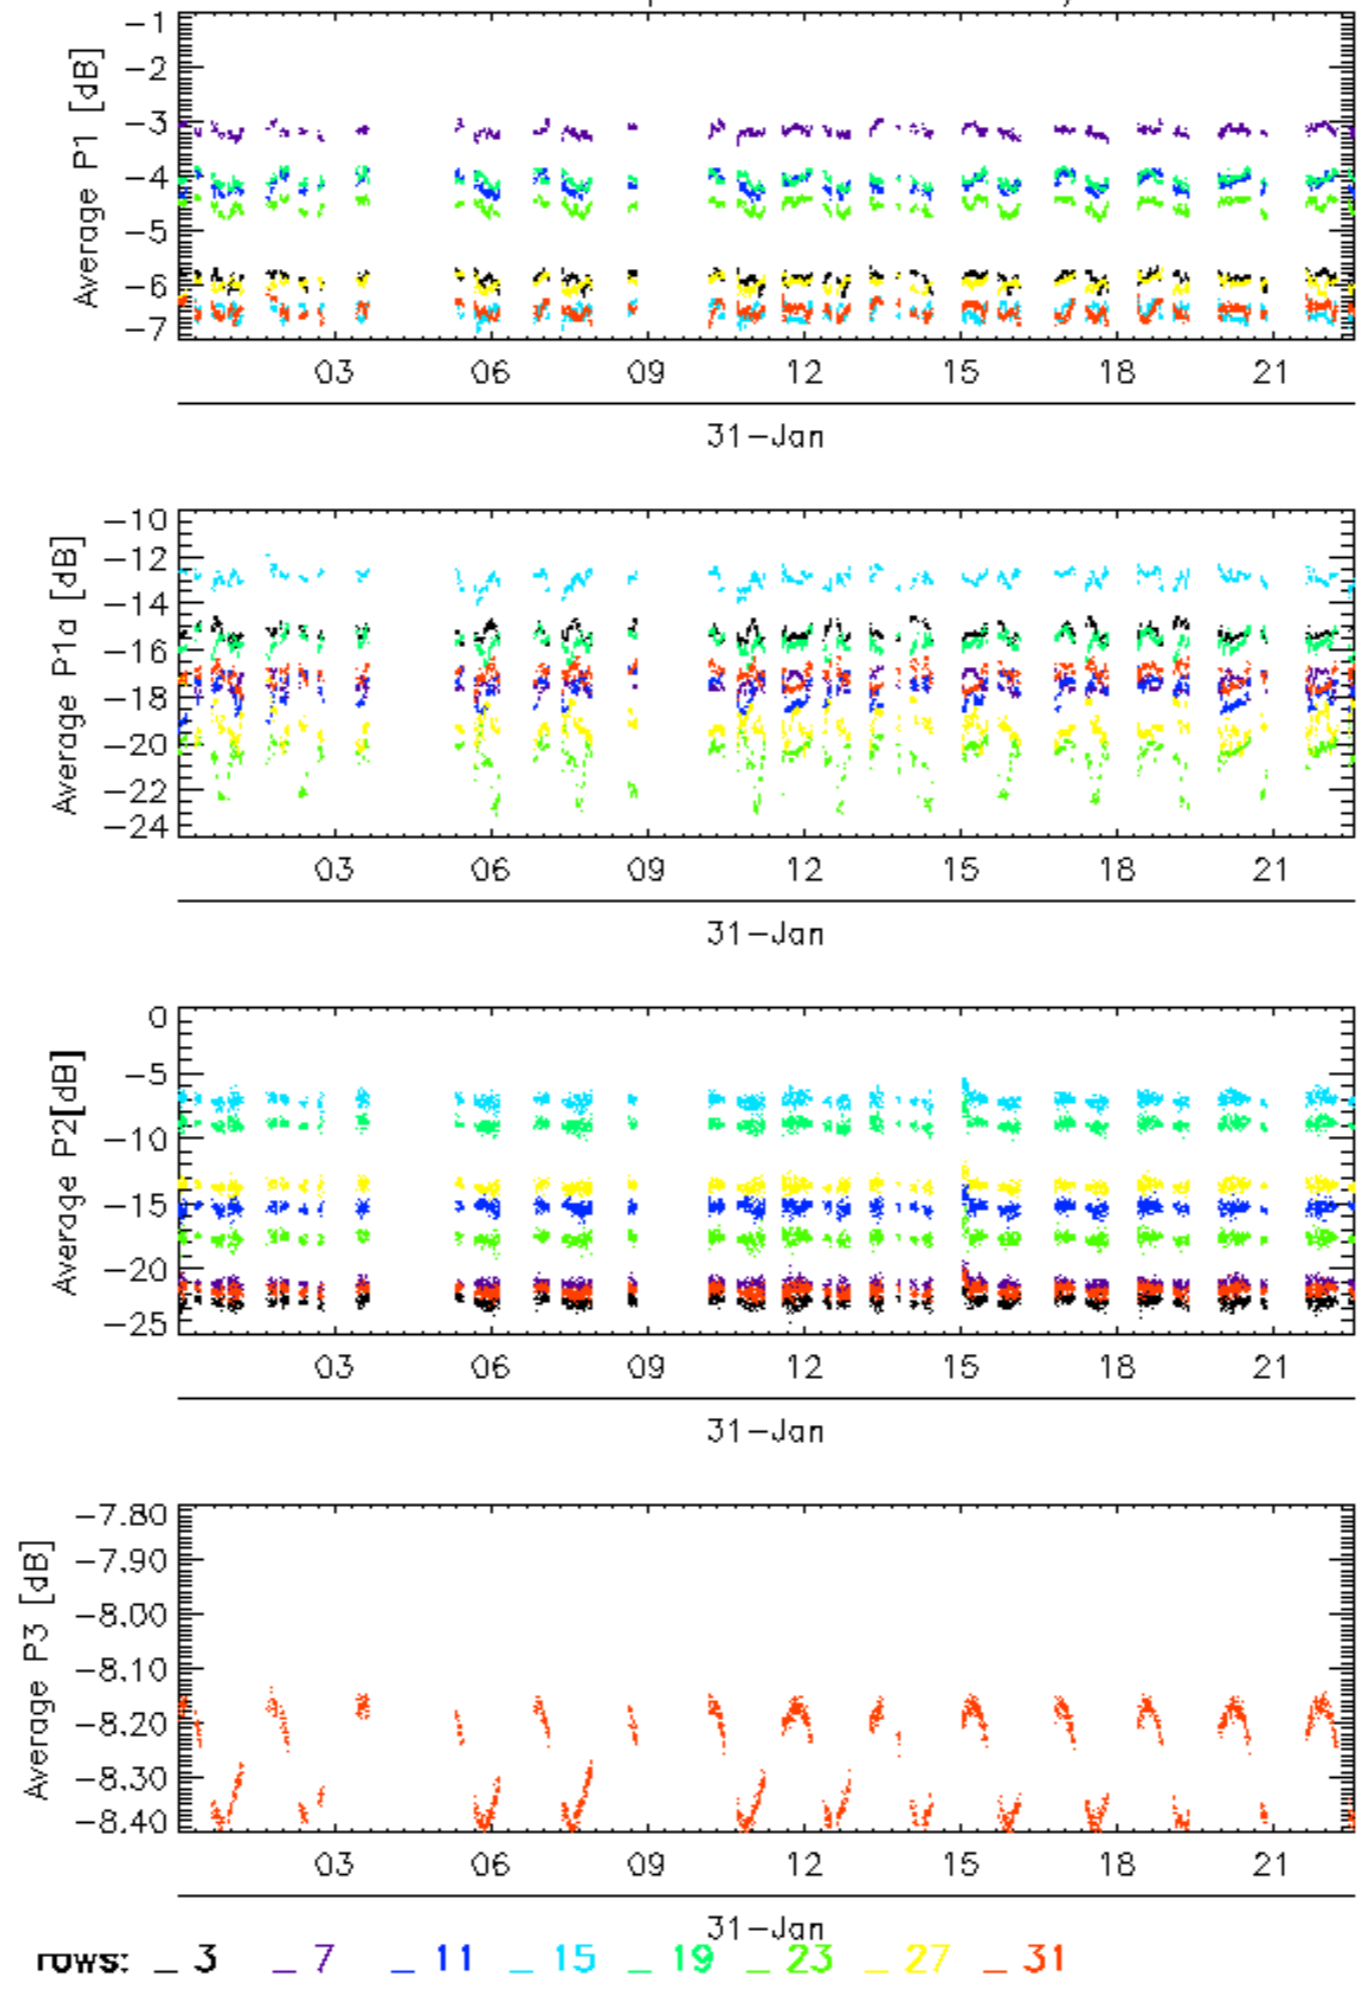 Average P1 [dB]
−1
−2
−3
−4
−5
−6
−7
03 06 09 12 15 18 21
31−Jan
Average P1a [dB]
−10
−12
−14
−16
−18
−20
−22
−24
03 06 09 12 15 18 21
31−Jan
Average P2[dB]
0
−5
−10
−15
−20
−25
03 06 09 12 15 18 21
31−Jan
Average P3 [dB]
−7.80
−7.90
−8.00
−8.10
−8.20
−8.30
−8.40
03 06 09 12 15 18 21
31−Jan
rows: _ 3 _ 7 _ 11 _ 15 _ 19 _ 23 _ 27 _ 31